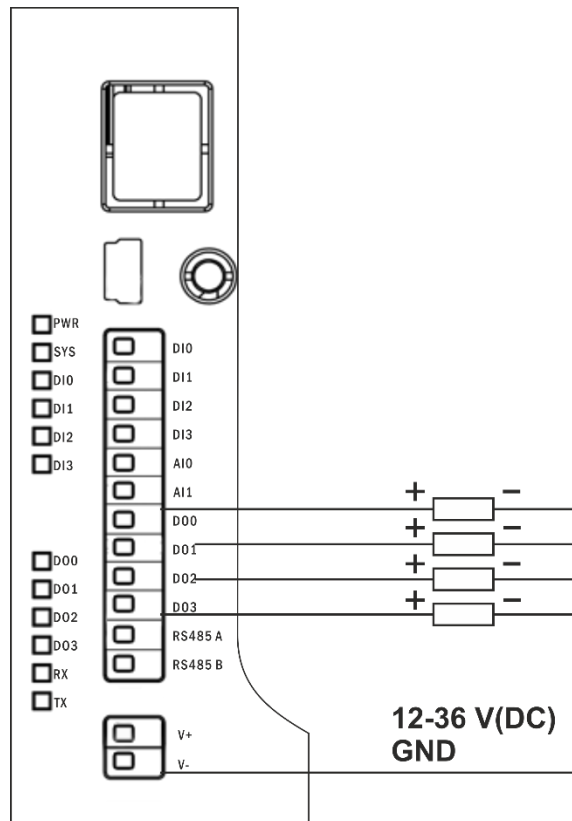 PWR
SYS
DI0
DI1
DI2
DI3
DO0
DO1
DO2
DO3
RX
TX
DI0
DI1
DI2
DI3
AI0
AI1
DO0
DO1
DO2
DO3
RS485 A
RS485 B
V+
V-
+ −
+ −
+ −
+ −
12-36 V(DC)
GND